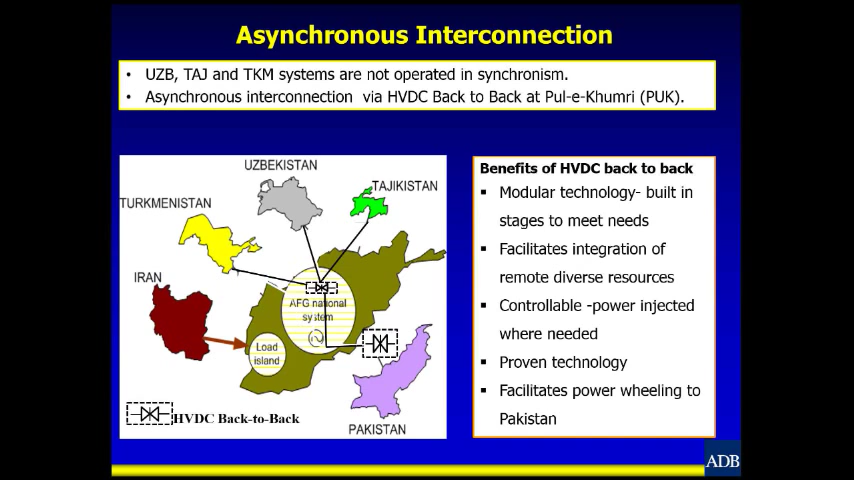 Asynchronous Interconnection
• UZB, TAJ and TKM systems are not operated in synchronism.
• Asynchronous interconnection via HVDC Back to Back at Pul-e-Khumri (PUK).
UZBEKISTAN
TAJIKISTAN
TURKMENISTAN
IRAN
AFG national
system
Load
island
HVDC Back-to-Back
PAKISTAN
Benefits of HVDC back to back
▪ Modular technology- built in
stages to meet needs
▪ Facilitates integration of
remote diverse resources
▪ Controllable -power injected
where needed
▪ Proven technology
▪ Facilitates power wheeling to
Pakistan
ADB